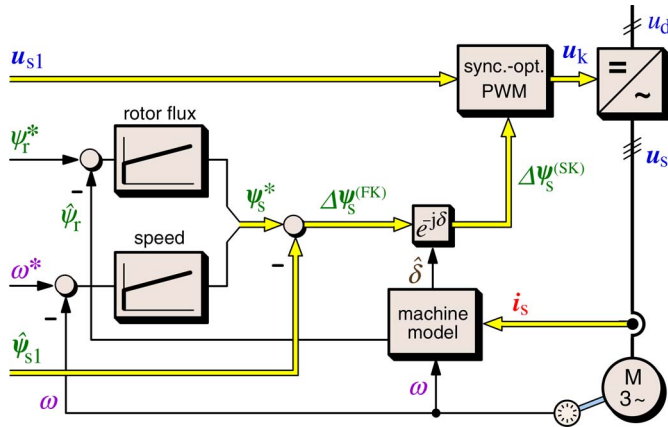 u_d
u_s1
sync.-opt.
PWM
u_k
=
~
rotor flux
ψ_r*
u_s
−
ψ̂_r
ψ_s*
Δψ_s^(FK)
Δψ_s^(SK)
e^-jδ
speed
−
ω*
δ̂
−
machine
model
i_s
ψ̂_s1
ω
ω
M
3~